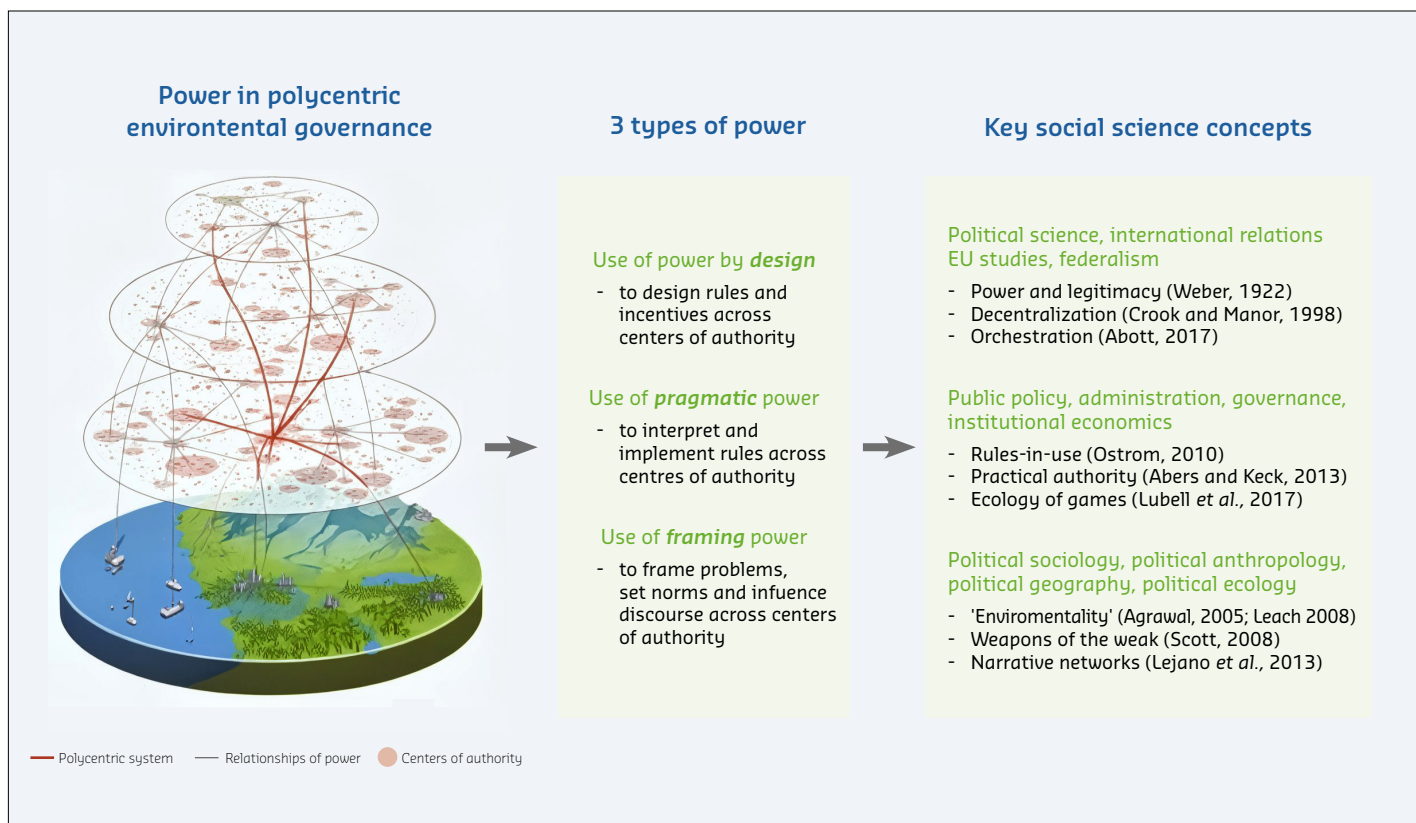 Power in polycentric
environtental governance
3 types of power
Key social science concepts
Use of power by design
- to design rules and
incentives across
centers of authority
Use of pragmatic power
- to interpret and
implement rules across
centres of authority
Use of framing power
- to frame problems,
set norms and infuence
discourse across centers
of authority
Political science, international relations
EU studies, federalism
- Power and legitimacy (Weber, 1922)
- Decentralization (Crook and Manor, 1998)
- Orchestration (Abott, 2017)
Public policy, administration, governance,
institutional economics
- Rules-in-use (Ostrom, 2010)
- Practical authority (Abers and Keck, 2013)
- Ecology of games (Lubell et al., 2017)
Political sociology, political anthropology,
political geography, political ecology
- 'Enviromentality' (Agrawal, 2005; Leach 2008)
- Weapons of the weak (Scott, 2008)
- Narrative networks (Lejano et al., 2013)
Polycentric system
Relationships of power
Centers of authority